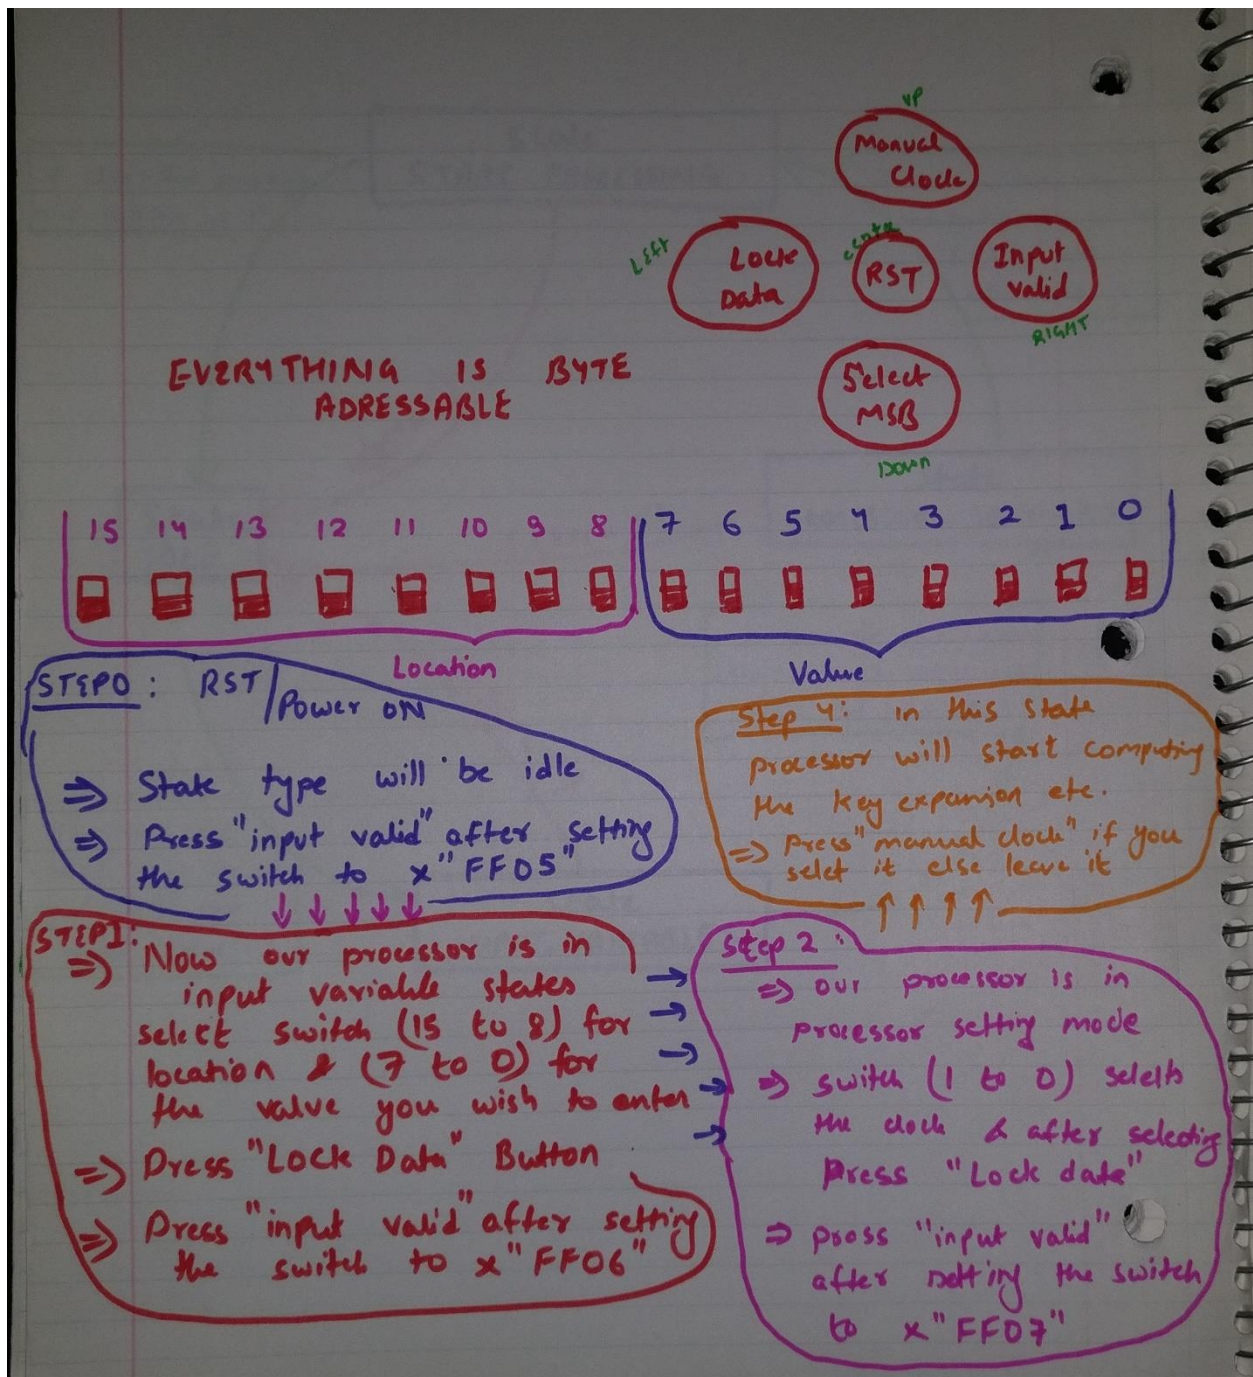 UP
Manual
Clock
LEFT
Lock
Data
Centre
RST
Input
valid
RIGHT
Select
MSB
Down
EVERYTHING IS BYTE
ADRESSABLE
15 14 13 12 11 10 9 8 7 6 5 4 3 2 1 0
Location
Value
STEP0 : RST / Power ON
⇒ State type will be idle
⇒ Press "input valid" after setting
the switch to x"FF05"
Step 4: in this state
processor will start computing
the key expansion etc.
⇒ Press "manual clock" if you
selet it else leave it
STEP1:
⇒ Now our processor is in
input variable states
select switch (15 to 8) for
location & (7 to 0) for
the value you wish to enter
⇒ Press "Lock Data" Button
⇒ Press "input valid" after setting
the switch to x"FF06"
Step 2:
⇒ our processor is in
processor setting mode
⇒ switch (1 to 0) selects
the clock & after selecting
Press "Lock data"
⇒ press "input valid"
after setting the switch
to x"FF07"